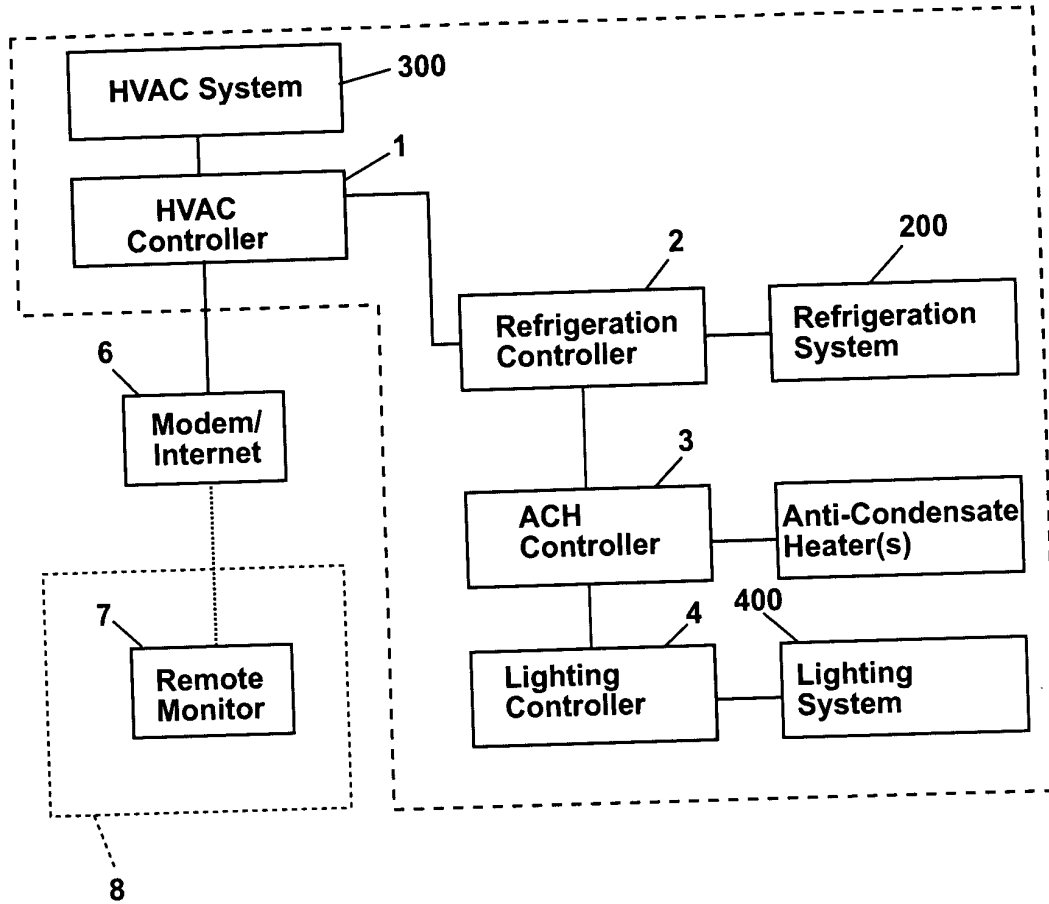 HVAC System
300
1
HVAC
Controller
2
200
Refrigeration
Controller
Refrigeration
System
6
Modem/
Internet
3
ACH
Controller
Anti-Condensate
Heater(s)
7
Remote
Monitor
4
400
Lighting
Controller
Lighting
System
8